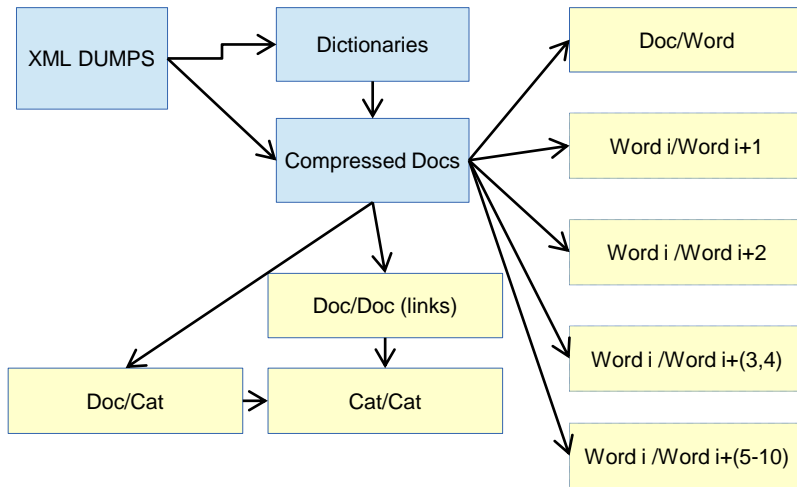 XML DUMPS
Dictionaries
Doc/Word
Compressed Docs
Word i/Word i+1
Word i /Word i+2
Doc/Doc (links)
Word i /Word i+(3,4)
Doc/Cat
Cat/Cat
Word i /Word i+(5-10)